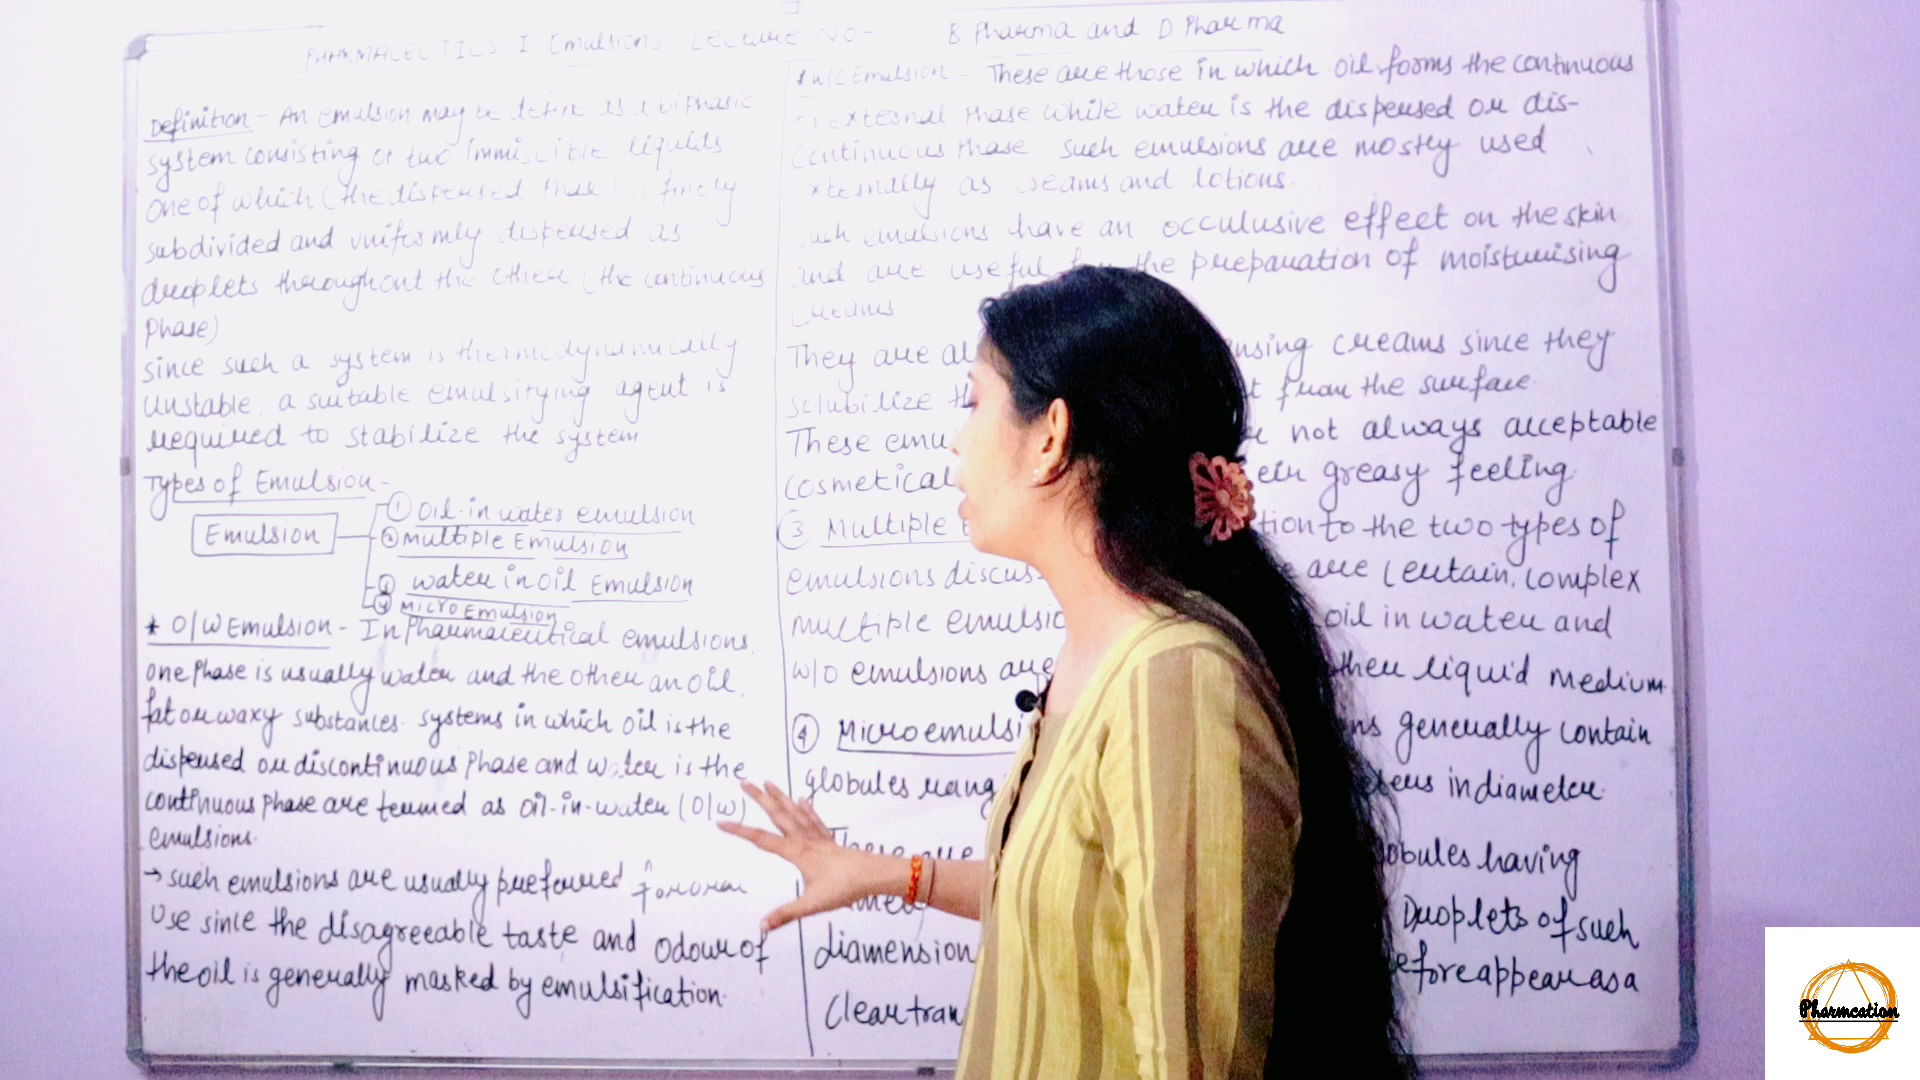 PHARMACEUTICS I Emulsions Lecture NO- B Pharma and D Pharma
Definition - An emulsion may be define as a biphasic
system consisting of two immiscible liquids
one of which (the dispersed phase is finely
subdivided and uniformly dispersed as
droplets throughout the other (the continuous
Phase)
since such a system is thermodynamically
unstable. a suitable emulsifying agent is
required to stabilize the system
Types of Emulsion -
Emulsion
① oil-in water emulsion
③ multiple Emulsion
② water in oil Emulsion
④ micro Emulsion
* O/W Emulsion - In Pharmaceutical emulsions.
one phase is usually water and the other an oil,
fat or waxy substances. systems in which oil is the
dispersed or discontinuous phase and water is the
continuous phase are termed as oil-in-water (O/W)
emulsions.
→ such emulsions are usually preferred for oral
use since the disagreeable taste and odour of
the oil is generally masked by emulsification.
* W/O Emulsion - These are those in which oil forms the continuous
or external phase while water is the dispersed or dis-
continuous phase such emulsions are mostly used
externally as creams and lotions.
such emulsions have an occulusive effect on the skin
and are useful the preparation of moisturising
creams
They are creams since they
solubilize from the surface.
These not always acceptable
greasy feeling
③ Multiple to the two types of
emulsions discus- are certain complex
multiple oil in water and
w/o emulsions are liquid medium
④ generally contain
globules in diameter
These are having
Droplets of such
diamension appear as a
Clear
Pharmcation